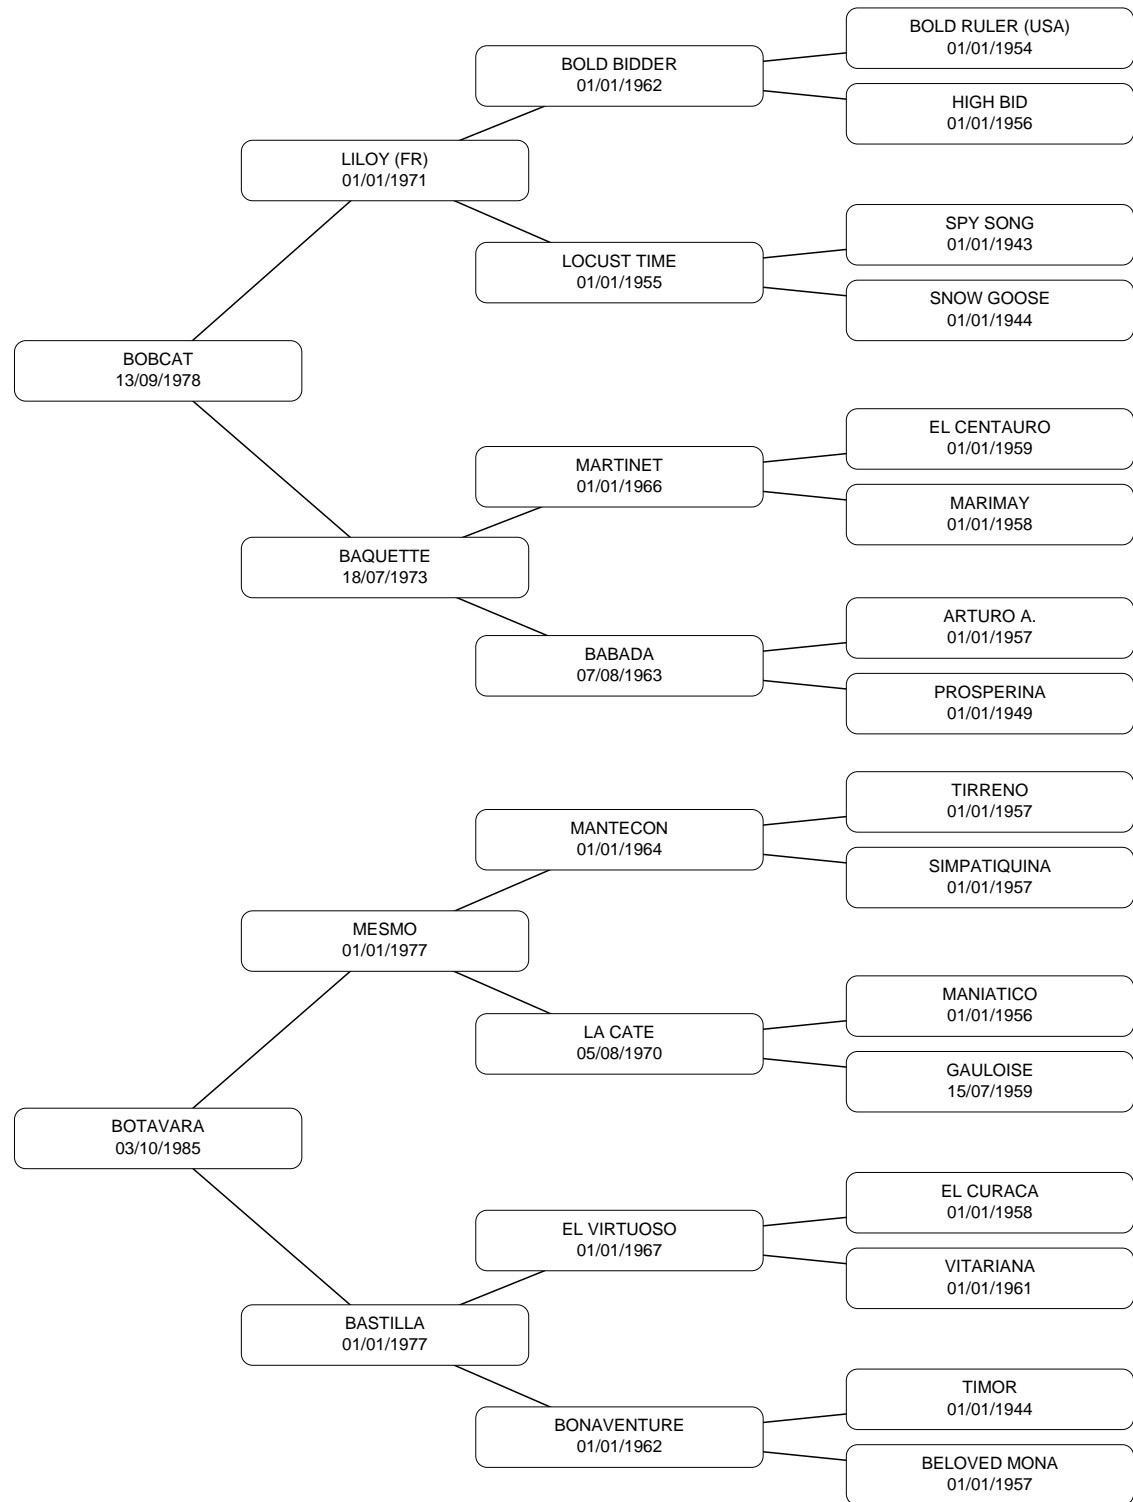 BOLD RULER (USA)
01/01/1954
BOLD BIDDER
01/01/1962
HIGH BID
01/01/1956
LILOY (FR)
01/01/1971
SPY SONG
01/01/1943
LOCUST TIME
01/01/1955
SNOW GOOSE
01/01/1944
BOBCAT
13/09/1978
EL CENTAURO
01/01/1959
MARTINET
01/01/1966
MARIMAY
01/01/1958
BAQUETTE
18/07/1973
ARTURO A.
01/01/1957
BABADA
07/08/1963
PROSPERINA
01/01/1949
TIRRENO
01/01/1957
MANTECON
01/01/1964
SIMPATIQUINA
01/01/1957
MESMO
01/01/1977
MANIATICO
01/01/1956
LA CATE
05/08/1970
GAULOISE
15/07/1959
BOTAVARA
03/10/1985
EL CURACA
01/01/1958
EL VIRTUOSO
01/01/1967
VITARIANA
01/01/1961
BASTILLA
01/01/1977
TIMOR
01/01/1944
BONAVENTURE
01/01/1962
BELOVED MONA
01/01/1957